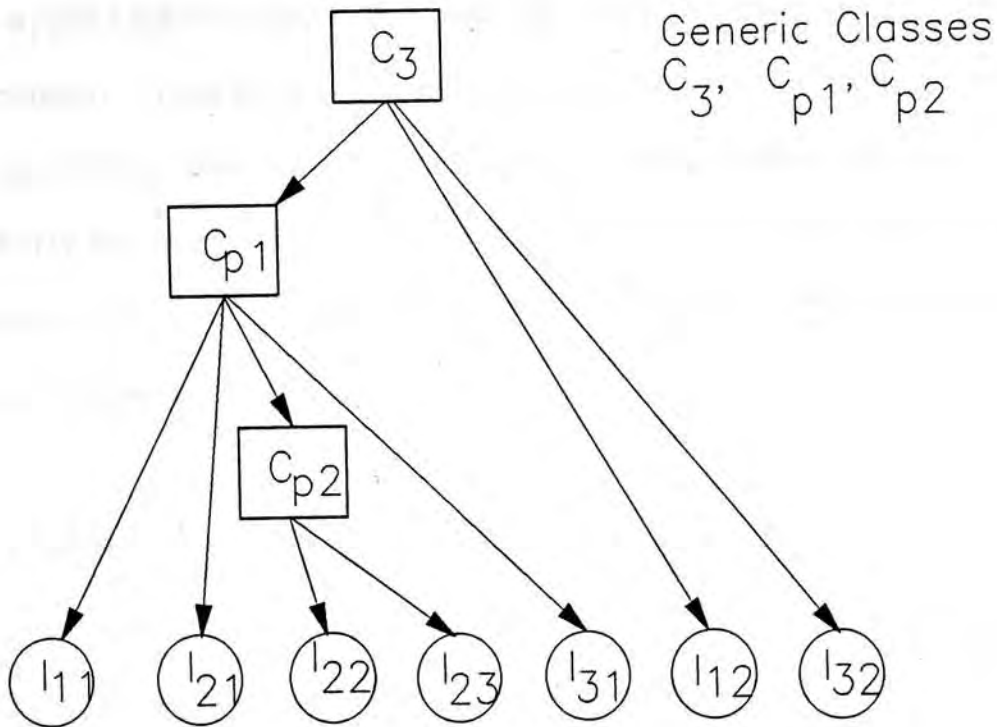 C3
Generic Classes
C3, Cp1, Cp2
Cp1
Cp2
I11 I21 I22 I23 I31 I12 I32